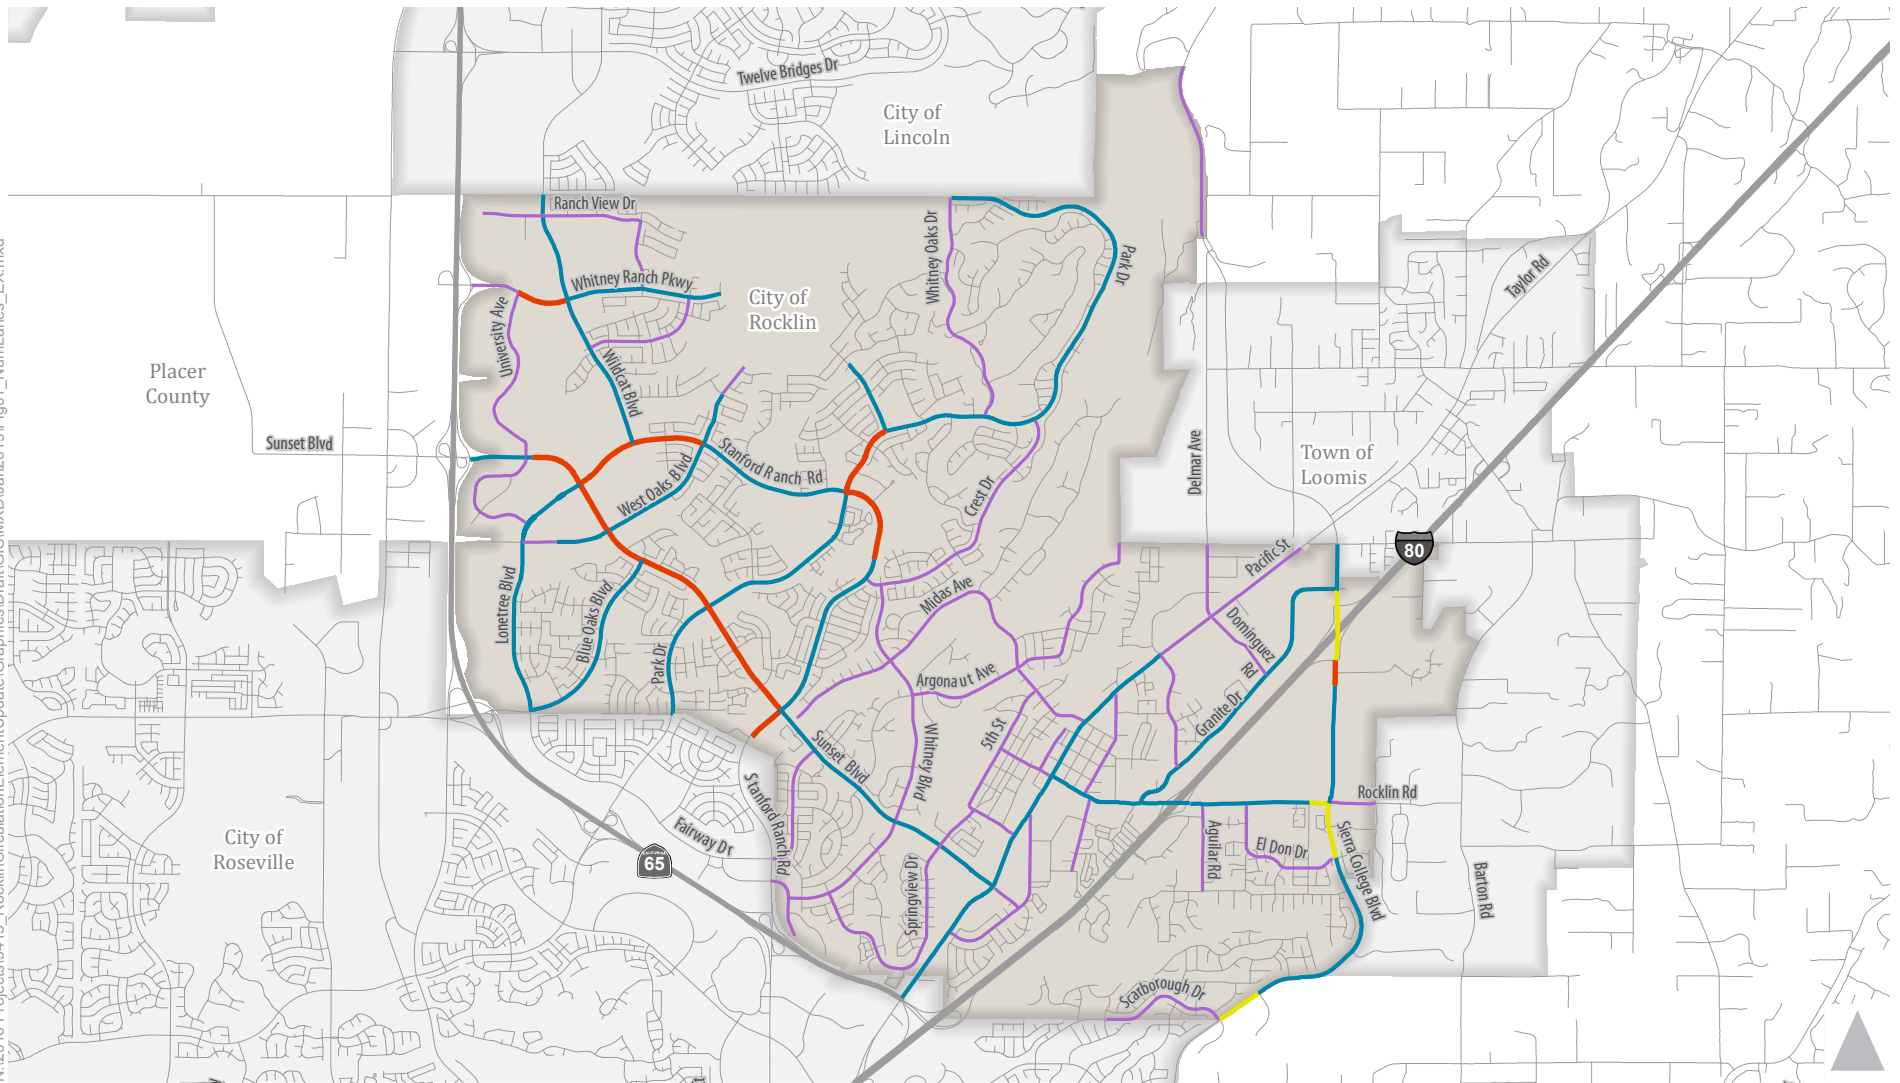 Twelve Bridges Dr
City of
Lincoln
Ranch View Dr
Whitney Oaks Dr
Park Dr
Taylor Rd
Whitney Ranch Pkwy
City of
Rocklin
University Ave
Placer
County
Wildcat Blvd
Sunset Blvd
Stanford Ranch Rd
West Oaks Blvd
Crest Dr
Delmar Ave
Town of
Loomis
80
Pacific St
Lonetree Blvd
Blue Oaks Blvd
Midas Ave
Dominguez
Rd
Park Dr
Argonaut Ave
Granite Dr
5th St
Sunset Blvd
Whitney Blvd
Stanford Ranch Rd
Rocklin Rd
City of
Roseville
Fairway Dr
CALIFORNIA
65
Aguilar Rd
El Don Dr
Sierra College Blvd
Barton Rd
Springview Dr
Scarborough Dr